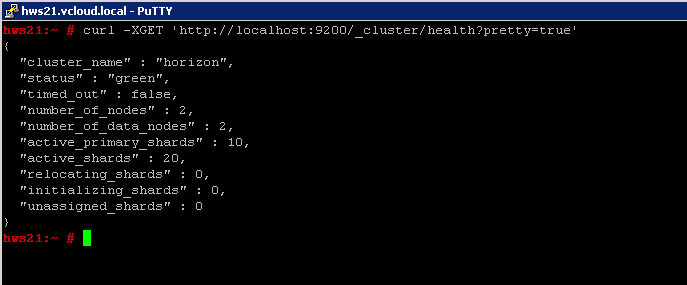 hws21.vcloud.local - PuTTY
hws21:~ # curl -XGET 'http://localhost:9200/_cluster/health?pretty=true'
{
  "cluster_name" : "horizon",
  "status" : "green",
  "timed_out" : false,
  "number_of_nodes" : 2,
  "number_of_data_nodes" : 2,
  "active_primary_shards" : 10,
  "active_shards" : 20,
  "relocating_shards" : 0,
  "initializing_shards" : 0,
  "unassigned_shards" : 0
}
hws21:~ #